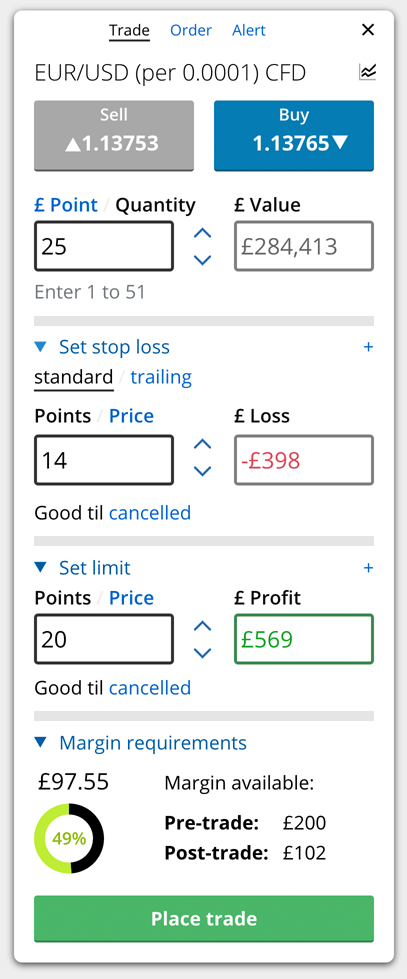 Trade Order Alert ×
EUR/USD (per 0.0001) CFD
Sell Buy
▲1.13753 1.13765▼
£ Point / Quantity £ Value
25 £284,413
Enter 1 to 51
▼ Set stop loss +
standard / trailing
Points / Price £ Loss
14 -£398
Good til cancelled
▼ Set limit +
Points / Price £ Profit
20 £569
Good til cancelled
▼ Margin requirements
£97.55 Margin available:
49% Pre-trade: £200
Post-trade: £102
Place trade